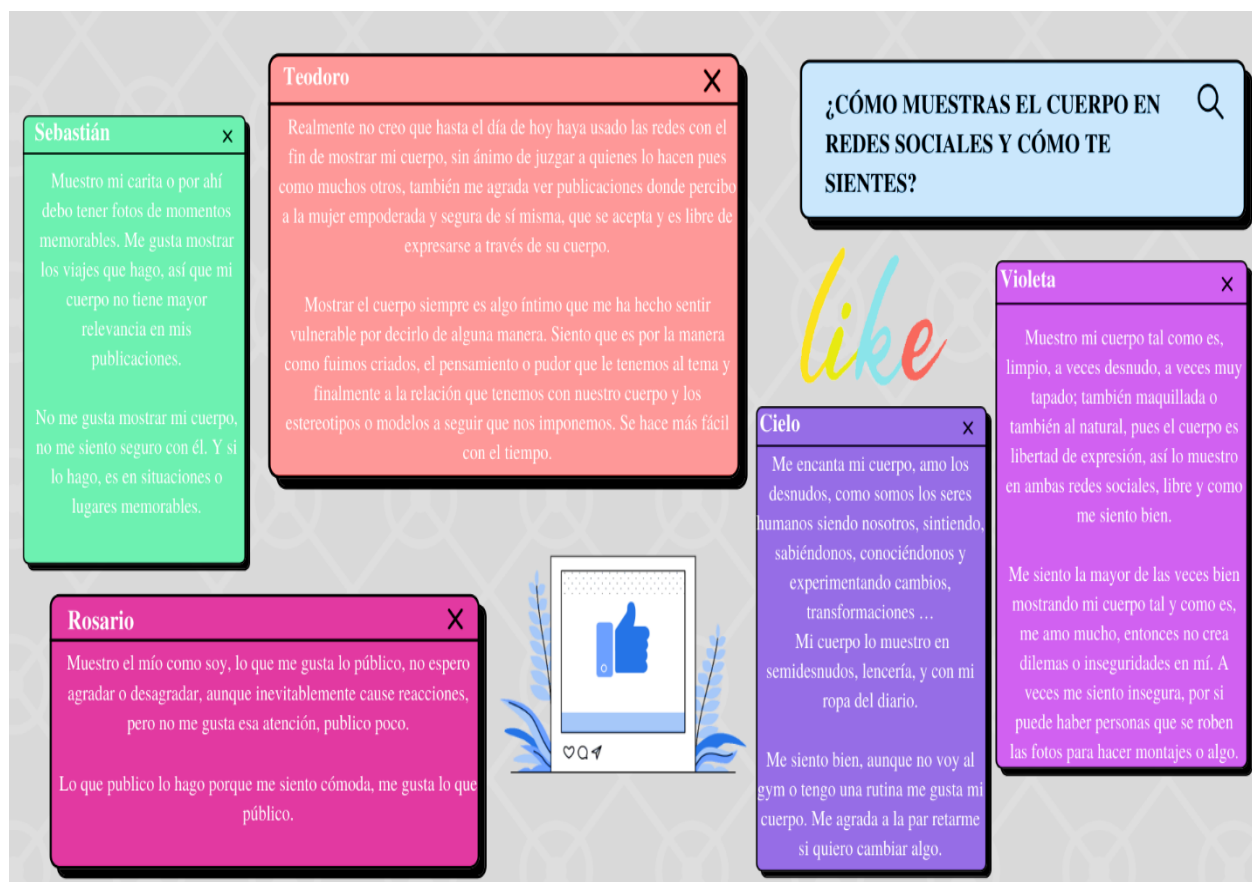 ¿CÓMO MUESTRAS EL CUERPO EN
REDES SOCIALES Y CÓMO TE
SIENTES?
Sebastián
Muestro mi carita o por ahí
debo tener fotos de momentos
memorables. Me gusta mostrar
los viajes que hago, así que mi
cuerpo no tiene mayor
relevancia en mis
publicaciones.
No me gusta mostrar mi cuerpo,
no me siento seguro con él. Y si
lo hago, es en situaciones o
lugares memorables.
Teodoro
Realmente no creo que hasta el día de hoy haya usado las redes con el
fin de mostrar mi cuerpo, sin ánimo de juzgar a quienes lo hacen pues
como muchos otros, también me agrada ver publicaciones donde percibo
a la mujer empoderada y segura de sí misma, que se acepta y es libre de
expresarse a través de su cuerpo.
Mostrar el cuerpo siempre es algo íntimo que me ha hecho sentir
vulnerable por decirlo de alguna manera. Siento que es por la manera
como fuimos criados, el pensamiento o pudor que le tenemos al tema y
finalmente a la relación que tenemos con nuestro cuerpo y los
estereotipos o modelos a seguir que nos imponemos. Se hace más fácil
con el tiempo.
like
Violeta
Muestro mi cuerpo tal como es,
limpio, a veces desnudo, a veces muy
tapado; también maquillada o
también al natural, pues el cuerpo es
libertad de expresión, así lo muestro
en ambas redes sociales, libre y como
me siento bien.
Me siento la mayor de las veces bien
mostrando mi cuerpo tal y como es,
me amo mucho, entonces no crea
dilemas o inseguridades en mí. A
veces me siento insegura, por si
puede haber personas que se roben
las fotos para hacer montajes o algo.
Cielo
Me encanta mi cuerpo, amo los
desnudos, como somos los seres
humanos siendo nosotros, sintiendo,
sabiéndonos, conociéndonos y
experimentando cambios,
transformaciones …
Mi cuerpo lo muestro en
semidesnudos, lencería, y con mi
ropa del diario.
Me siento bien, aunque no voy al
gym o tengo una rutina me gusta mi
cuerpo. Me agrada a la par retarme
si quiero cambiar algo.
Rosario
Muestro el mío como soy, lo que me gusta lo público, no espero
agradar o desagradar, aunque inevitablemente cause reacciones,
pero no me gusta esa atención, publico poco.
Lo que publico lo hago porque me siento cómoda, me gusta lo que
público.